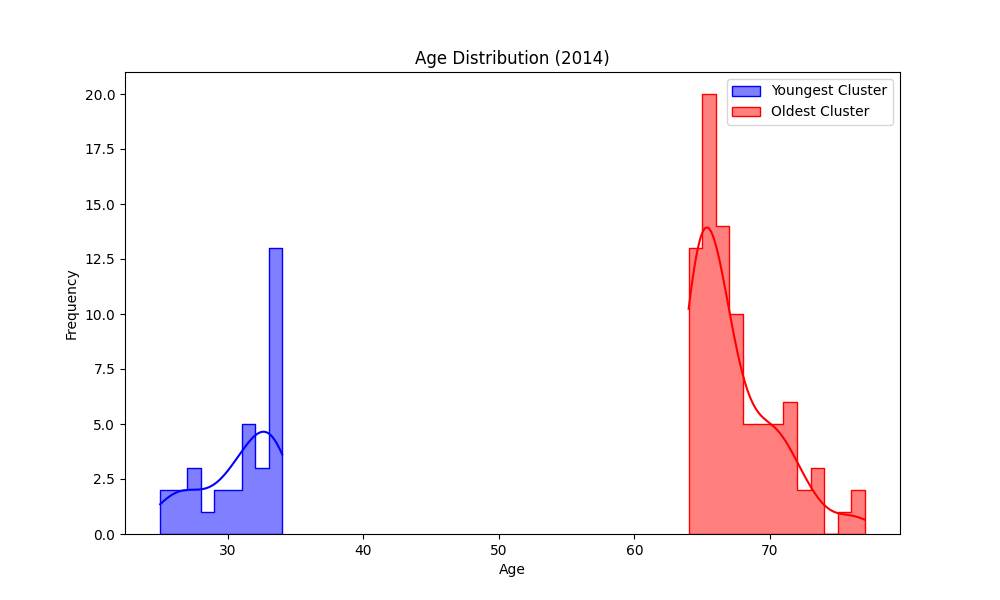 Age Distribution (2014)
Youngest Cluster
Oldest Cluster
20.0
17.5
15.0
12.5
10.0
7.5
5.0
2.5
0.0
Frequency
30 40 50 60 70
Age